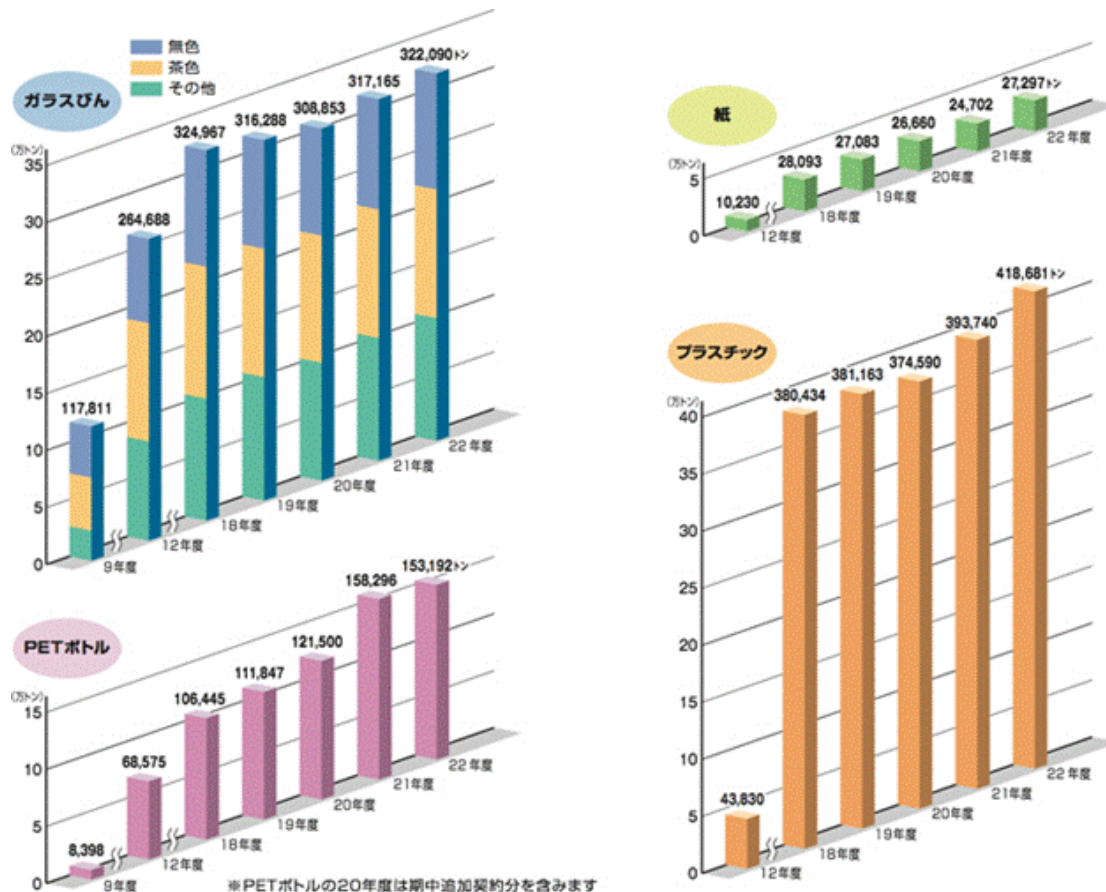 無色
茶色
その他
ガラスびん
(万トン)
35
30
25
20
15
10
5
0
117,811
264,688
324,967
316,288
308,853
317,165
322,090トン
9年度
12年度
18年度
19年度
20年度
21年度
22年度
PETボトル
(万トン)
15
10
5
0
8,398
68,575
106,445
111,847
121,500
158,296
153,192トン
9年度
12年度
18年度
19年度
20年度
21年度
22年度
※PETボトルの20年度は期中追加契約分を含みます
紙
(万トン)
5
0
10,230
28,093
27,083
26,660
24,702
27,297トン
12年度
18年度
19年度
20年度
21年度
22年度
プラスチック
(万トン)
40
35
30
25
20
15
10
5
0
43,830
380,434
381,163
374,590
393,740
418,681トン
12年度
18年度
19年度
20年度
21年度
22年度